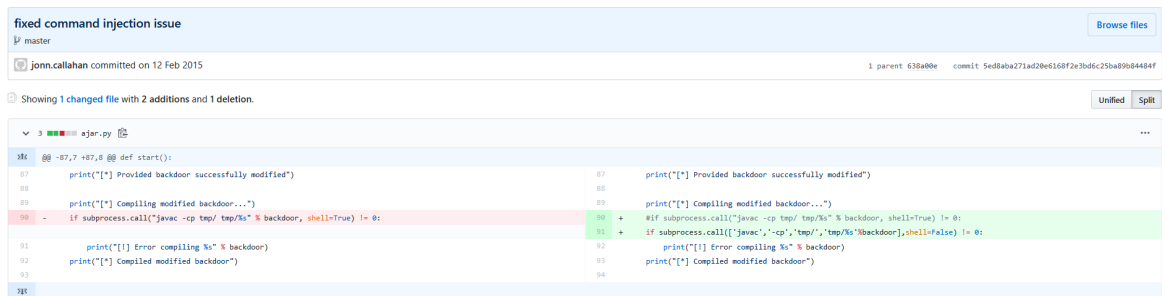 fixed command injection issue
Browse files
master
jonn.callahan committed on 12 Feb 2015
1 parent 638a00e commit 5ed8aba271ad20e6168f2e3bd6c25ba89b84484f
Showing 1 changed file with 2 additions and 1 deletion.
Unified Split
3 ajar.py
@@ -87,7 +87,8 @@ def start():
87 print("[*] Provided backdoor successfully modified")
88
89 print("[*] Compiling modified backdoor...")
90 - if subprocess.call("javac -cp tmp/ tmp/%s" % backdoor, shell=True) != 0:
91 print("[!] Error compiling %s" % backdoor)
92 print("[*] Compiled modified backdoor")
93
87 print("[*] Provided backdoor successfully modified")
88
89 print("[*] Compiling modified backdoor...")
90 + #if subprocess.call("javac -cp tmp/ tmp/%s" % backdoor, shell=True) != 0:
91 + if subprocess.call(['javac','-cp','tmp/','tmp/%s'%backdoor],shell=False) != 0:
92 print("[!] Error compiling %s" % backdoor)
93 print("[*] Compiled modified backdoor")
94